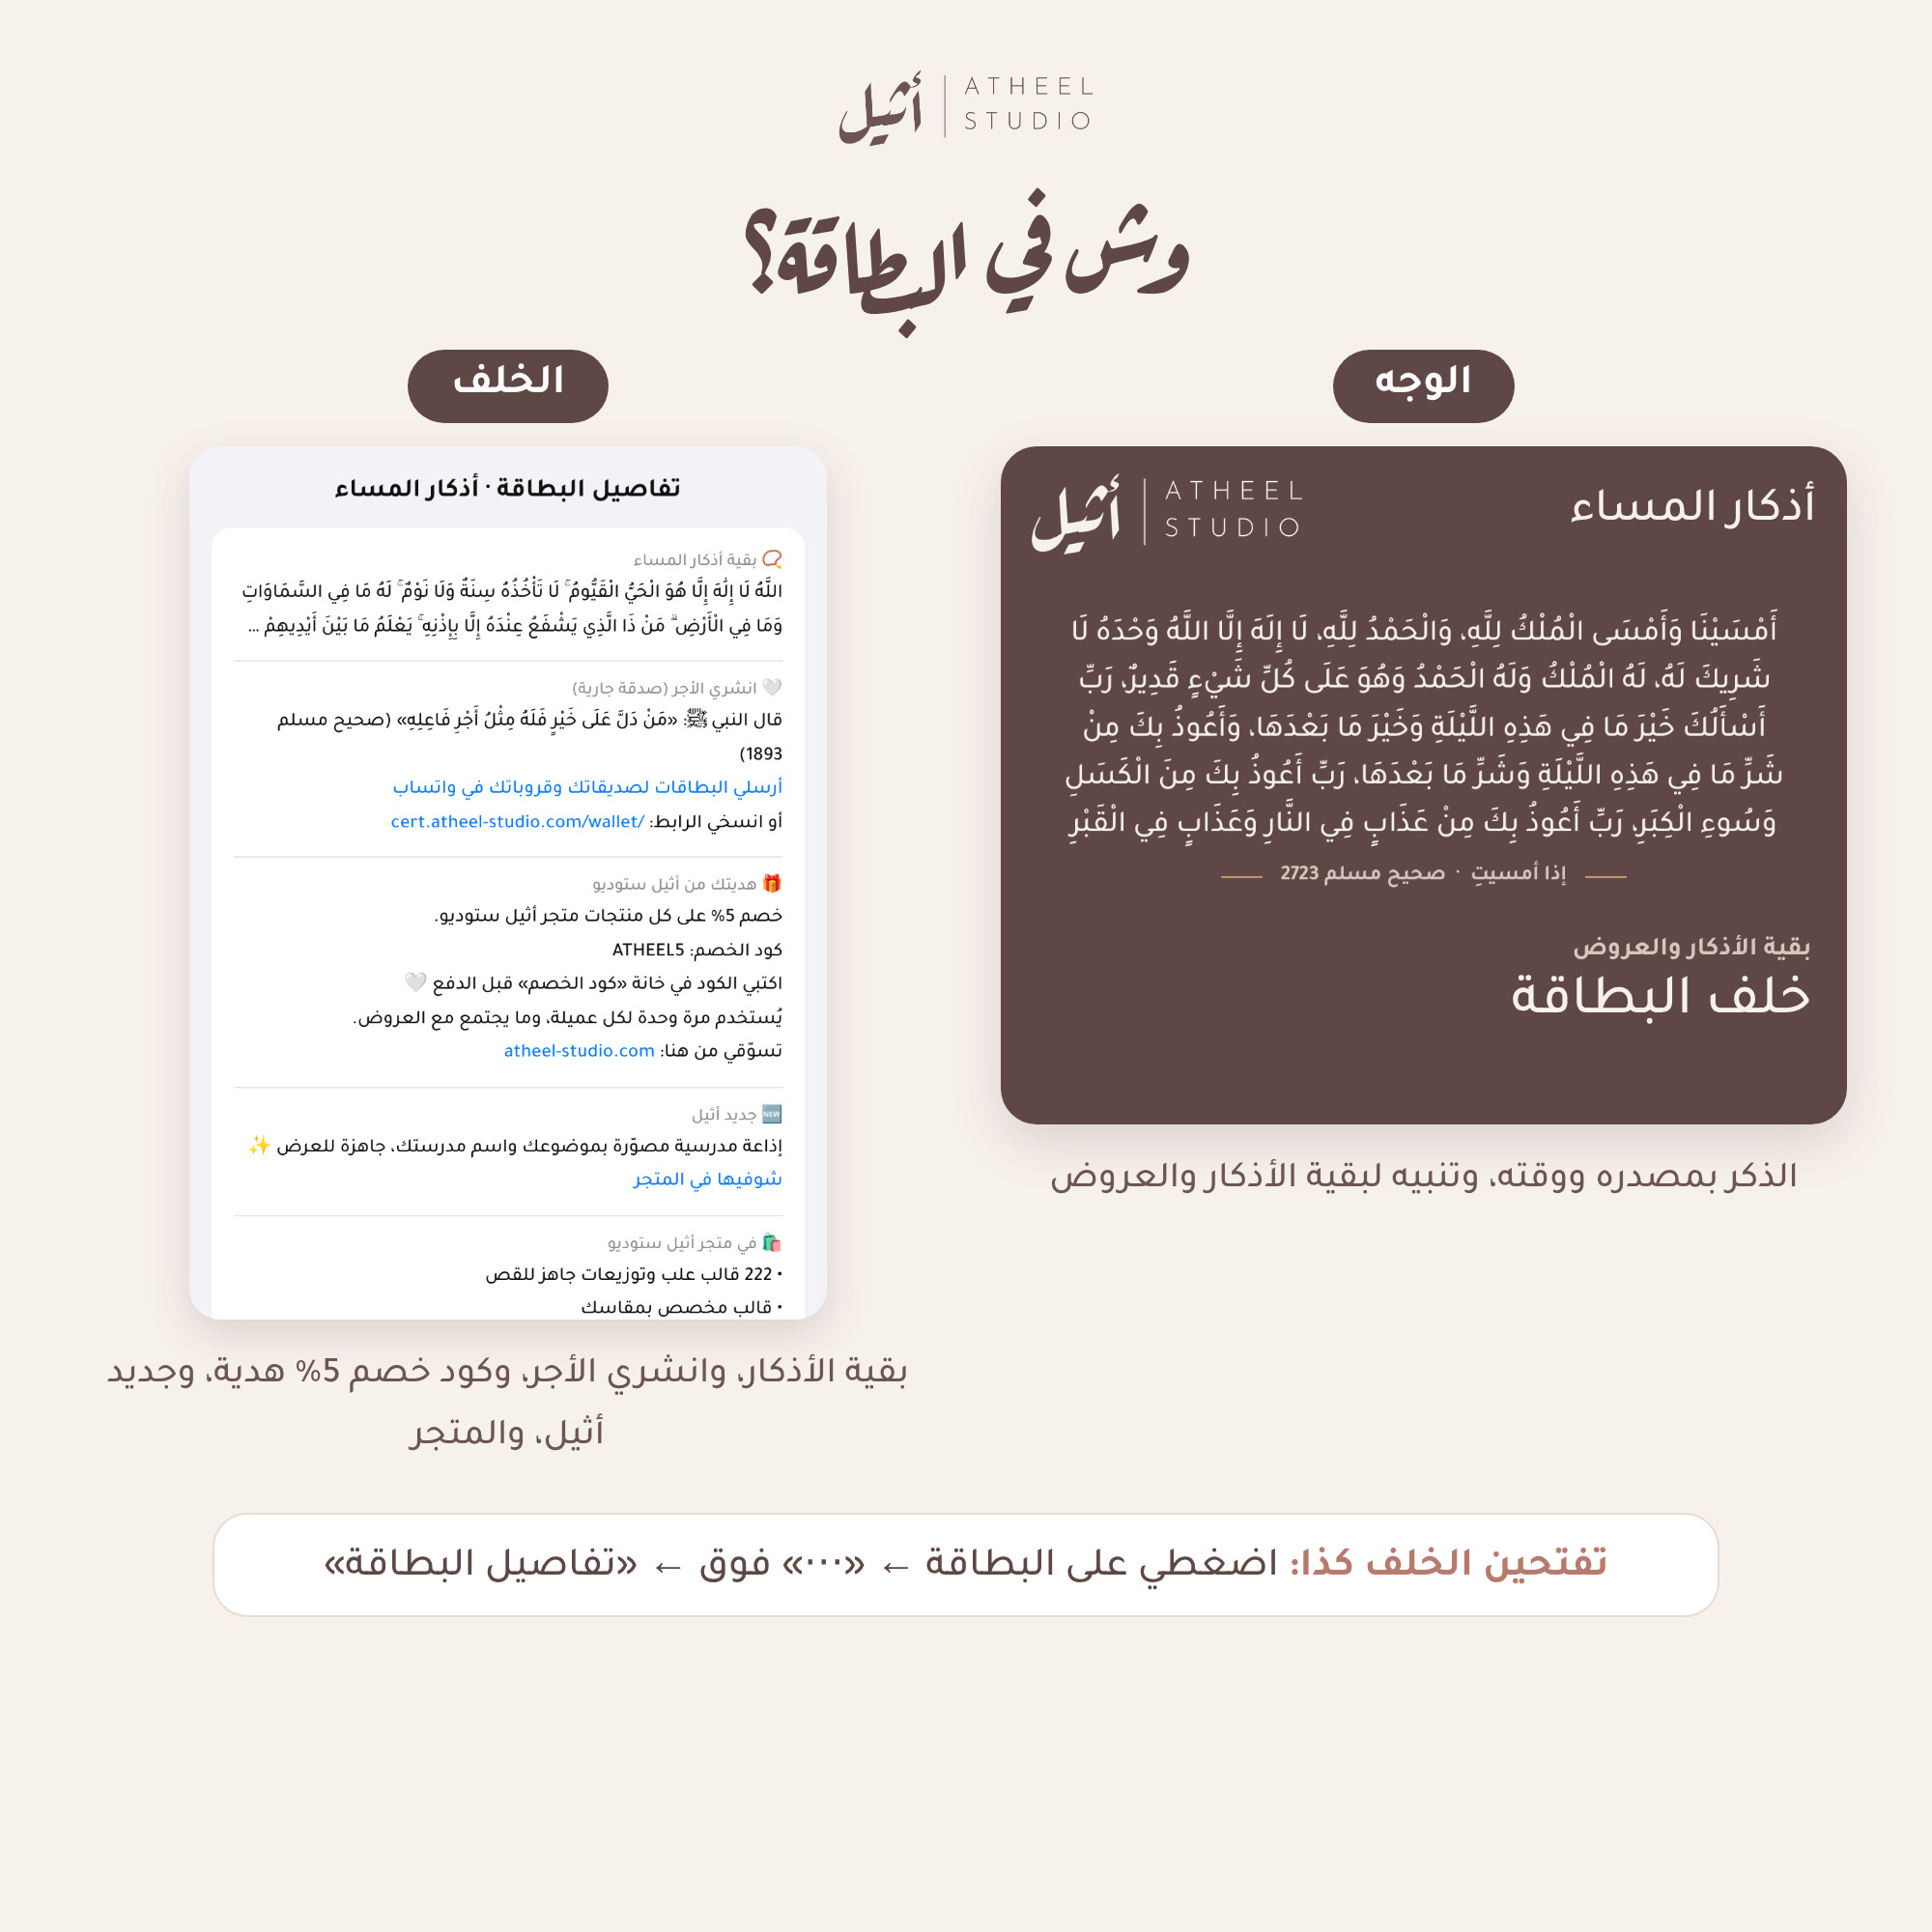 أثيل
ATHEEL
STUDIO
وش في البطاقة؟
الوجه
أذكار المساء
أثيل
ATHEEL
STUDIO
أَمْسَيْنَا وَأَمْسَى الْمُلْكُ لِلَّهِ، وَالْحَمْدُ لِلَّهِ، لَا إِلَهَ إِلَّا اللَّهُ وَحْدَهُ لَا
شَرِيكَ لَهُ، لَهُ الْمُلْكُ وَلَهُ الْحَمْدُ وَهُوَ عَلَى كُلِّ شَيْءٍ قَدِيرٌ، رَبِّ
أَسْأَلُكَ خَيْرَ مَا فِي هَذِهِ اللَّيْلَةِ وَخَيْرَ مَا بَعْدَهَا، وَأَعُوذُ بِكَ مِنْ
شَرِّ مَا فِي هَذِهِ اللَّيْلَةِ وَشَرِّ مَا بَعْدَهَا، رَبِّ أَعُوذُ بِكَ مِنَ الْكَسَلِ
وَسُوءِ الْكِبَرِ، رَبِّ أَعُوذُ بِكَ مِنْ عَذَابٍ فِي النَّارِ وَعَذَابٍ فِي الْقَبْرِ
إذا أمسيتِ · صحيح مسلم 2723
بقية الأذكار والعروض
خلف البطاقة
الذكر بمصدره ووقته، وتنبيه لبقية الأذكار والعروض
الخلف
تفاصيل البطاقة · أذكار المساء
📿 بقية أذكار المساء
اللَّهُ لَا إِلَٰهَ إِلَّا هُوَ الْحَيُّ الْقَيُّومُ ۚ لَا تَأْخُذُهُ سِنَةٌ وَلَا نَوْمٌ ۚ لَهُ مَا فِي السَّمَاوَاتِ
وَمَا فِي الْأَرْضِ ۗ مَنْ ذَا الَّذِي يَشْفَعُ عِنْدَهُ إِلَّا بِإِذْنِهِ ۚ يَعْلَمُ مَا بَيْنَ أَيْدِيهِمْ ...
🤍 انشري الأجر (صدقة جارية)
قال النبي ﷺ: «مَنْ دَلَّ عَلَى خَيْرٍ فَلَهُ مِثْلُ أَجْرِ فَاعِلِهِ» (صحيح مسلم
1893)
أرسلي البطاقات لصديقاتك وقروباتك في واتساب
أو انسخي الرابط: cert.atheel-studio.com/wallet/
🎁 هديتك من أثيل ستوديو
خصم 5% على كل منتجات متجر أثيل ستوديو.
كود الخصم: ATHEEL5
اكتبي الكود في خانة «كود الخصم» قبل الدفع 🤍
يُستخدم مرة وحدة لكل عميلة، وما يجتمع مع العروض.
تسوّقي من هنا: atheel-studio.com
🆕 جديد أثيل
إذاعة مدرسية مصوّرة بموضوعك واسم مدرستك، جاهزة للعرض ✨
شوفيها في المتجر
🛍️ في متجر أثيل ستوديو
• 222 قالب علب وتوزيعات جاهز للقص
• قالب مخصص بمقاسك
بقية الأذكار، وانشري الأجر، وكود خصم 5% هدية، وجديد
أثيل، والمتجر
تفتحين الخلف كذا: اضغطي على البطاقة ← «···» فوق ← «تفاصيل البطاقة»